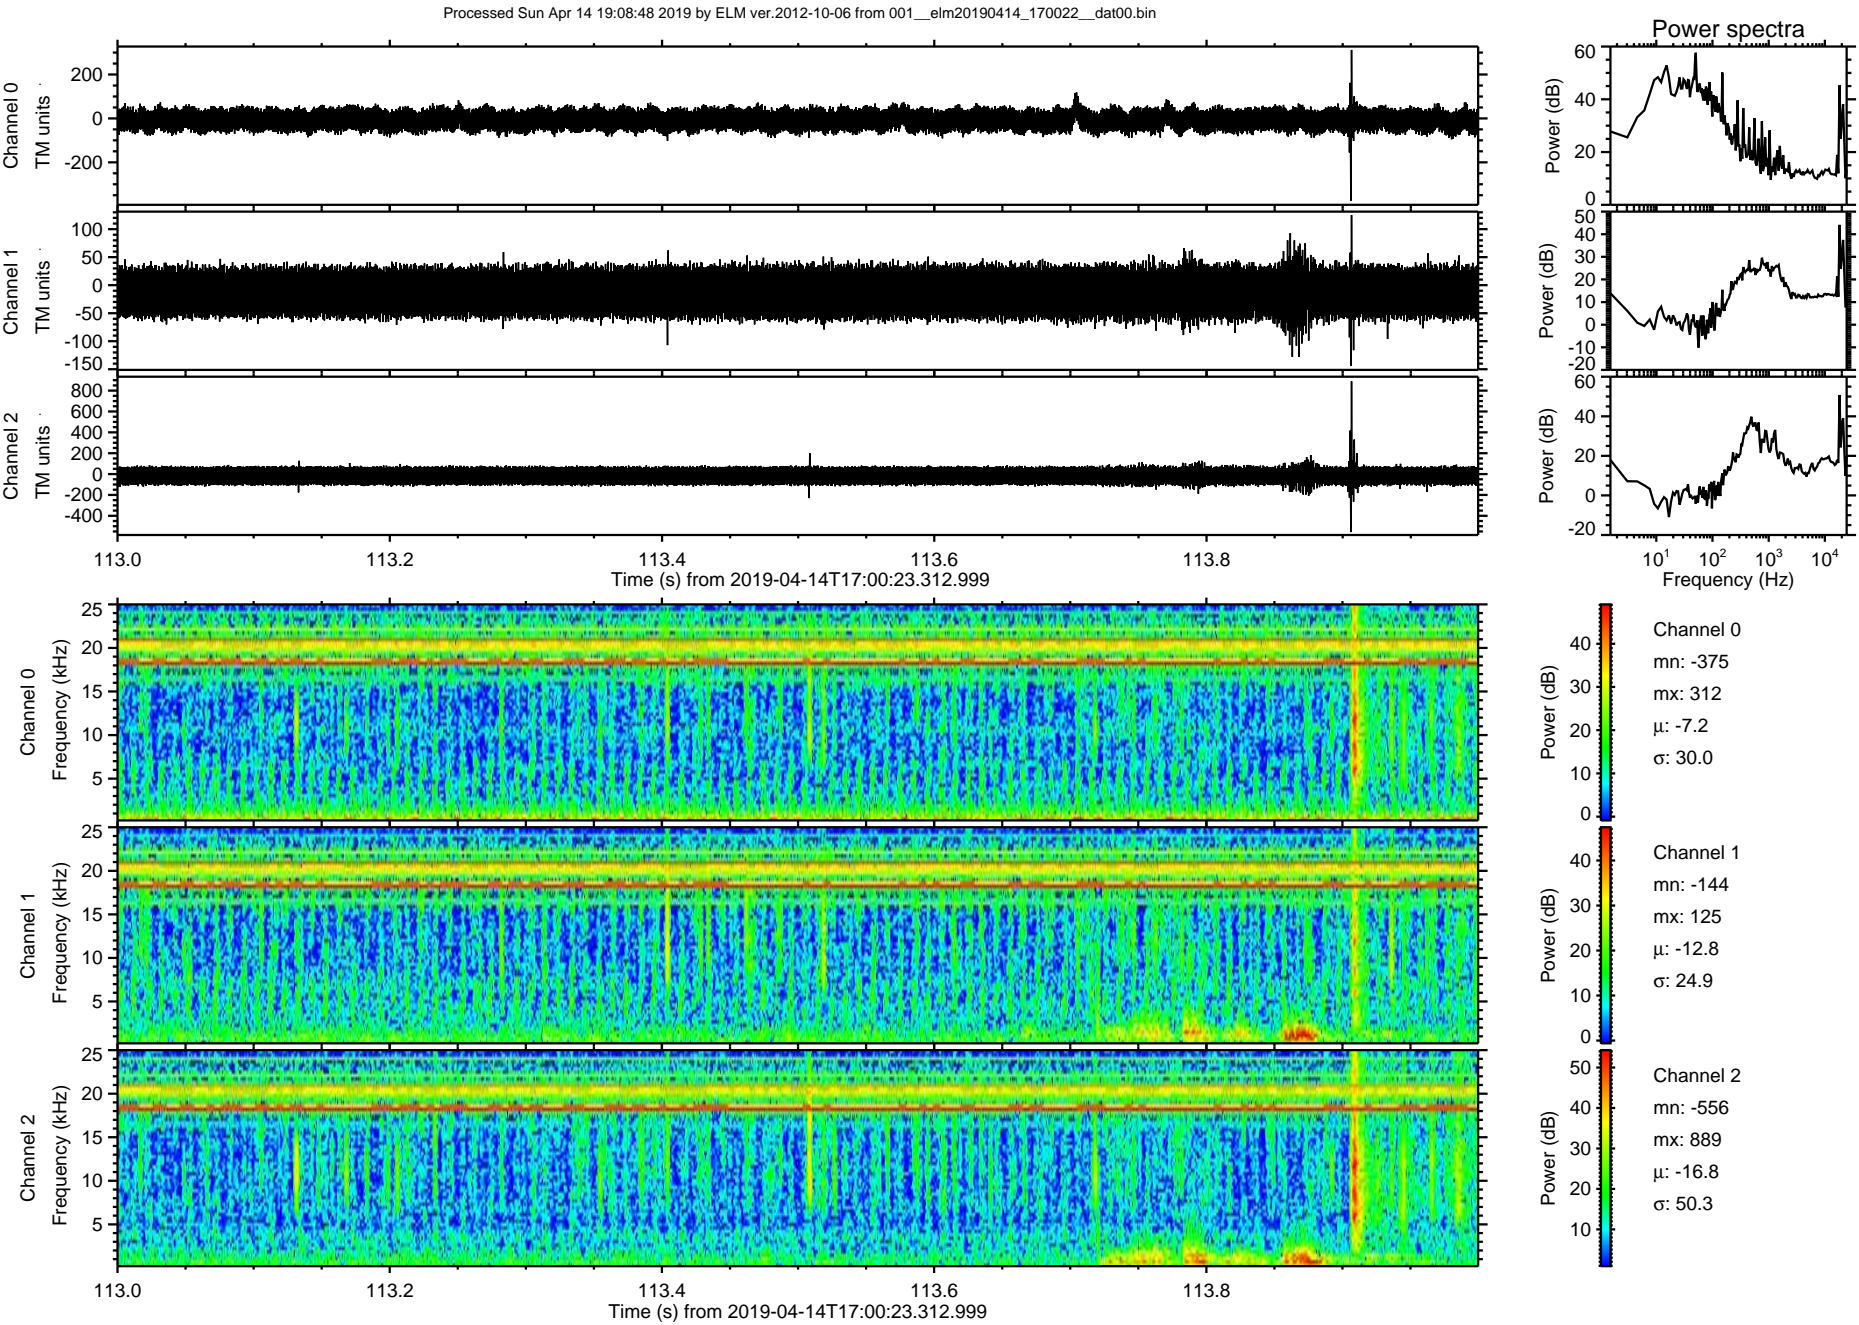 Processed Sun Apr 14 19:08:48 2019 by ELM ver.2012-10-06 from 001__elm20190414_170022__dat00.bin
Power spectra
Channel 0
TM units
200
0
-200
Power (dB)
60
40
20
0
Channel 1
TM units
100
50
0
-50
-100
-150
Power (dB)
50
40
30
20
10
0
-10
-20
Channel 2
TM units
800
600
400
200
0
-200
-400
Power (dB)
60
40
20
0
-20
113.0 113.2 113.4 113.6 113.8
Time (s) from 2019-04-14T17:00:23.312.999
10¹ 10² 10³ 10⁴
Frequency (Hz)
Channel 0
Frequency (kHz)
25
20
15
10
5
Power (dB)
40
30
20
10
0
Channel 0
mn: -375
mx: 312
μ: -7.2
σ: 30.0
Channel 1
Frequency (kHz)
25
20
15
10
5
Power (dB)
40
30
20
10
0
Channel 1
mn: -144
mx: 125
μ: -12.8
σ: 24.9
Channel 2
Frequency (kHz)
25
20
15
10
5
Power (dB)
50
40
30
20
10
Channel 2
mn: -556
mx: 889
μ: -16.8
σ: 50.3
113.0 113.2 113.4 113.6 113.8
Time (s) from 2019-04-14T17:00:23.312.999